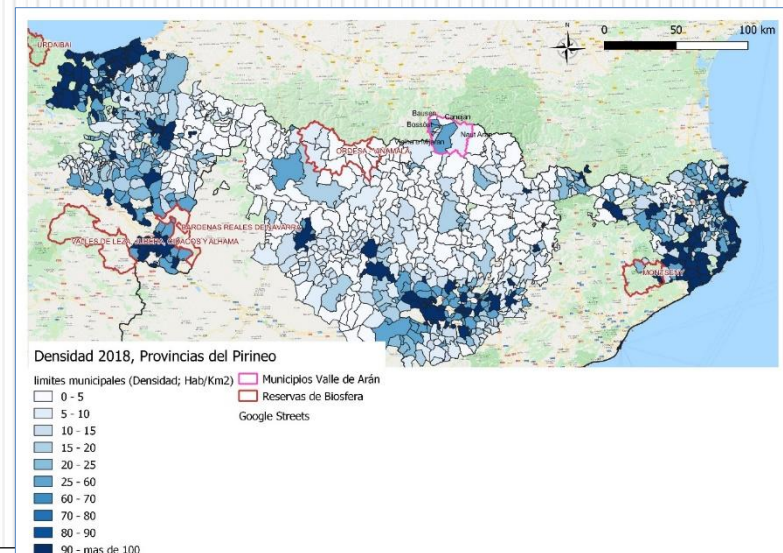 N
0 50 100 km
URDAIBAI
Bausen
Canejan
Bossòst
Naut Aran
ORDESA - VIÑAMALA
BARDENAS REALES DE NAVARRA
VALLES DE LEZA, JUBERA, CIDACOS Y ALHAMA
MONTSENY
Densidad 2018, Provincias del Pirineo
limites municipales (Densidad; Hab/Km2)
0 - 5
5 - 10
10 - 15
15 - 20
20 - 25
25 - 60
60 - 70
70 - 80
80 - 90
90 - mas de 100
Municipios Valle de Arán
Reservas de Biosfera
Google Streets